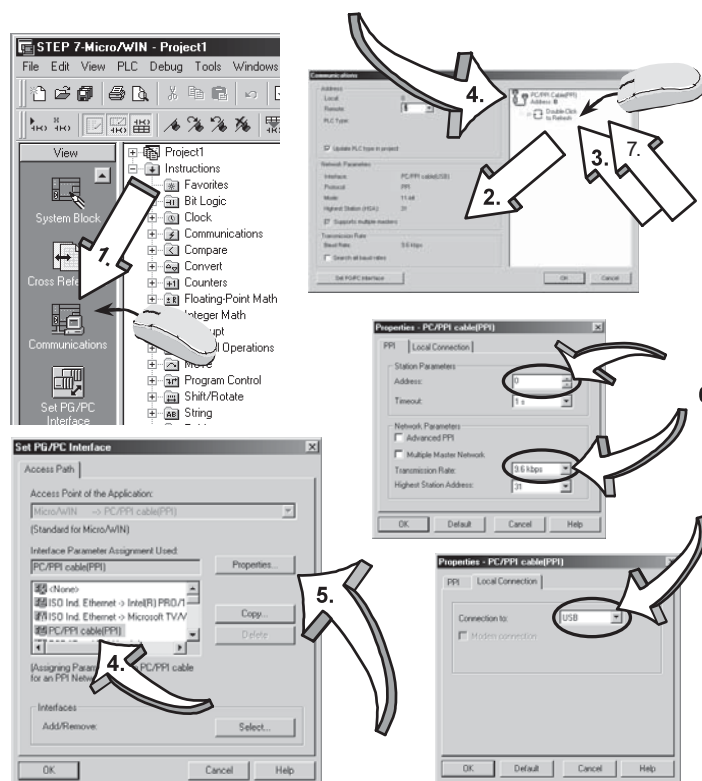 STEP 7-Micro/WIN - Project1
File Edit View PLC Debug Tools Windows
View
System Block
Cross Refe
Communications
Set PG/PC
Interface
Project1
Instructions
Favorites
Bit Logic
Clock
Communications
Compare
Convert
Counters
Floating-Point Math
Integer Math
upt
Operations
Move
Program Control
Shift/Rotate
String
1.
4.
Communications
Address
Local:
0
Remote:
PLC Type:
Update PLC type in project
Network Parameters
Interface:
PC/PPI cable(USB)
Protocol:
PPI
Mode:
11-bit
Highest Station (HSA):
31
Supports multiple masters
Transmission Rate
Baud Rate:
9.6 kbps
Search all baud rates
Set PG/PC Interface
OK
Cancel
PC/PPI Cable(PPI)
Address: 0
Double-Click
to Refresh
2.
3.
7.
Properties - PC/PPI cable(PPI)
PPI
Local Connection
Station Parameters
Address:
0
Timeout:
1 s
Network Parameters
Advanced PPI
Multiple Master Network
Transmission Rate:
9.6 kbps
Highest Station Address:
31
OK
Default
Cancel
Help
Set PG/PC Interface
Access Path
Access Point of the Application:
Micro/WIN -> PC/PPI cable(PPI)
(Standard for Micro/WIN)
Interface Parameter Assignment Used:
PC/PPI cable(PPI)
Properties...
<None>
ISO Ind. Ethernet -> Intel(R) PRO/1
ISO Ind. Ethernet -> Microsoft TV/V
PC/PPI cable(PPI)
Copy...
Delete
(Assigning Param PC/PPI cable
for an PPI Netw
4.
5.
Interfaces
Add/Remove:
Select...
OK
Cancel
Help
Properties - PC/PPI cable(PPI)
PPI
Local Connection
Connection to:
USB
Modem connection
OK
Default
Cancel
Help